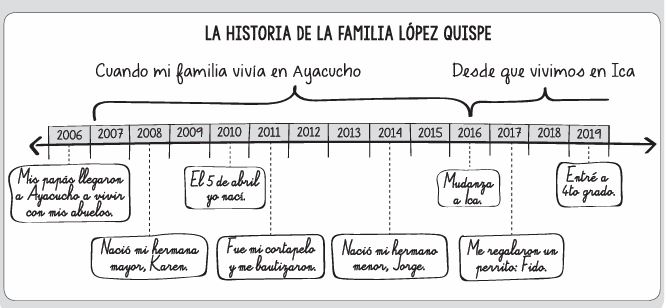 LA HISTORIA DE LA FAMILIA LÓPEZ QUISPE
Cuando mi familia vivía en Ayacucho
Desde que vivimos en Ica
2006 2007 2008 2009 2010 2011 2012 2013 2014 2015 2016 2017 2018 2019
Mis papás llegaron
a Ayacucho a vivir
con mis abuelos.
El 5 de abril
yo nací.
Mudanza
a Ica.
Entré a
4to grado.
Nació mi hermana
mayor, Karen.
Fue mi cortapelo
y me bautizaron.
Nació mi hermano
menor, Jorge.
Me regalaron un
perrito: Fido.